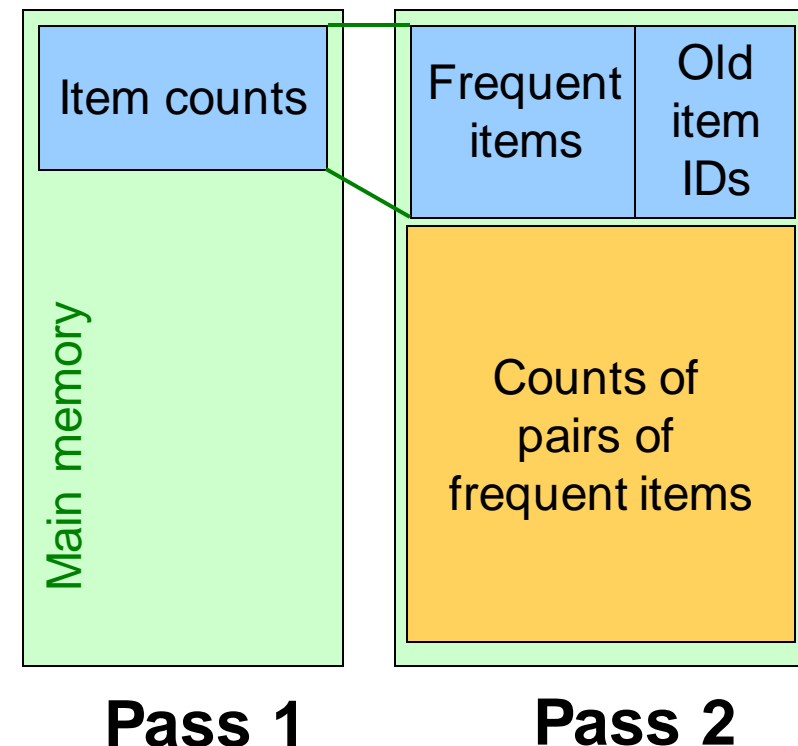 Item counts
Frequent
items
Old
item
IDs
Main memory
Counts of
pairs of
frequent items
Pass 1
Pass 2